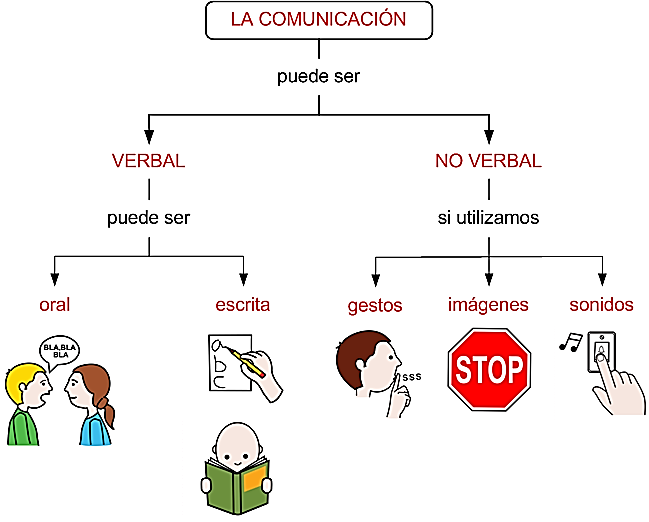 LA COMUNICACIÓN
puede ser
VERBAL
NO VERBAL
puede ser
si utilizamos
oral
escrita
gestos
imágenes
sonidos
BLA,BLA
BLA
sss
STOP